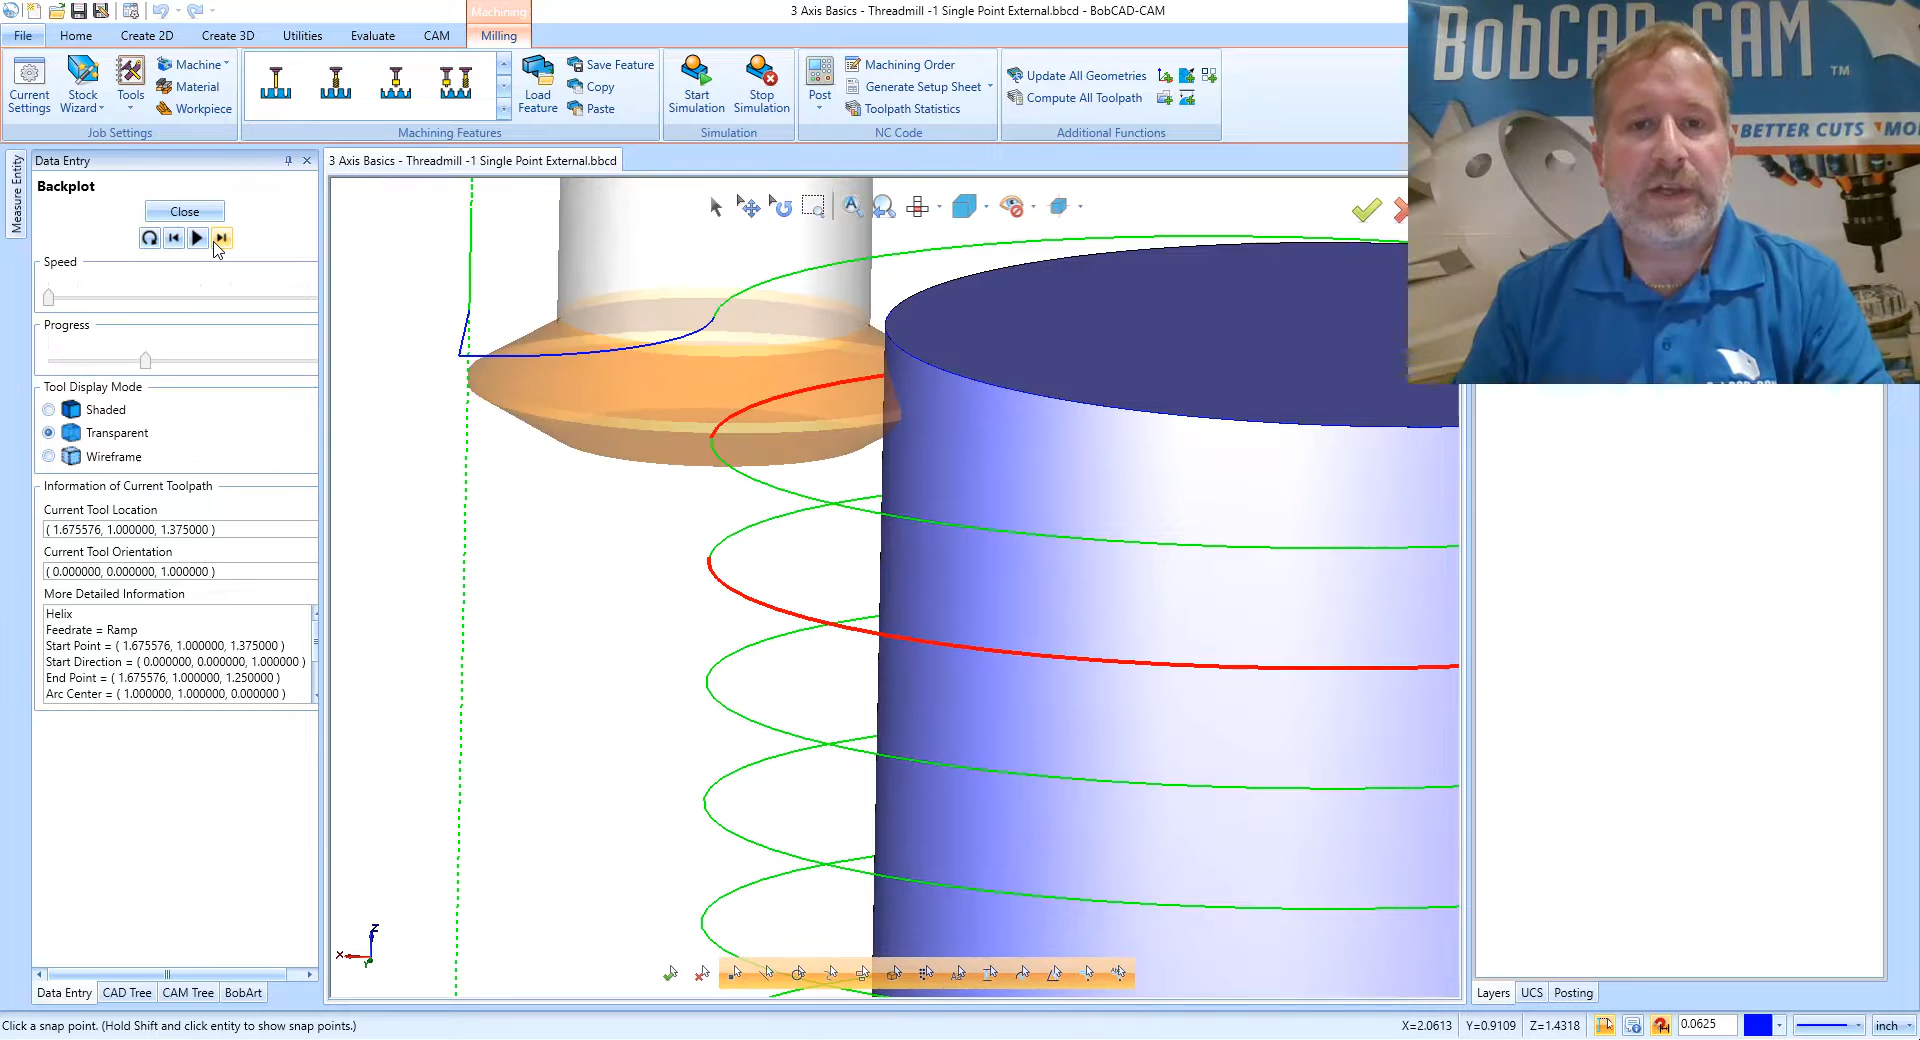 Machining
3 Axis Basics - Threadmill -1 Single Point External.bbcd - BobCAD-CAM
File
Home
Create 2D
Create 3D
Utilities
Evaluate
CAM
Milling
Current Settings
Stock Wizard
Tools
Machine
Material
Workpiece
Job Settings
Load Feature
Save Feature
Copy
Paste
Machining Features
Start Simulation
Stop Simulation
Simulation
Post
Machining Order
Generate Setup Sheet
Toolpath Statistics
NC Code
Update All Geometries
Compute All Toolpath
Additional Functions
BobCAD-CAM
TM
BETTER CUTS
Measure Entity
Data Entry
3 Axis Basics - Threadmill -1 Single Point External.bbcd
Backplot
Close
Speed
Progress
Tool Display Mode
Shaded
Transparent
Wireframe
Information of Current Toolpath
Current Tool Location
( 1.675576, 1.000000, 1.375000 )
Current Tool Orientation
( 0.000000, 0.000000, 1.000000 )
More Detailed Information
Helix
Feedrate = Ramp
Start Point = ( 1.675576, 1.000000, 1.375000 )
Start Direction = ( 0.000000, 0.000000, 1.000000 )
End Point = ( 1.675576, 1.000000, 1.250000 )
Arc Center = ( 1.000000, 1.000000, 0.000000 )
Z
X
Y
Data Entry
CAD Tree
CAM Tree
BobArt
Layers
UCS
Posting
Click a snap point. (Hold Shift and click entity to show snap points.)
X=2.0613
Y=0.9109
Z=1.4318
0.0625
inch